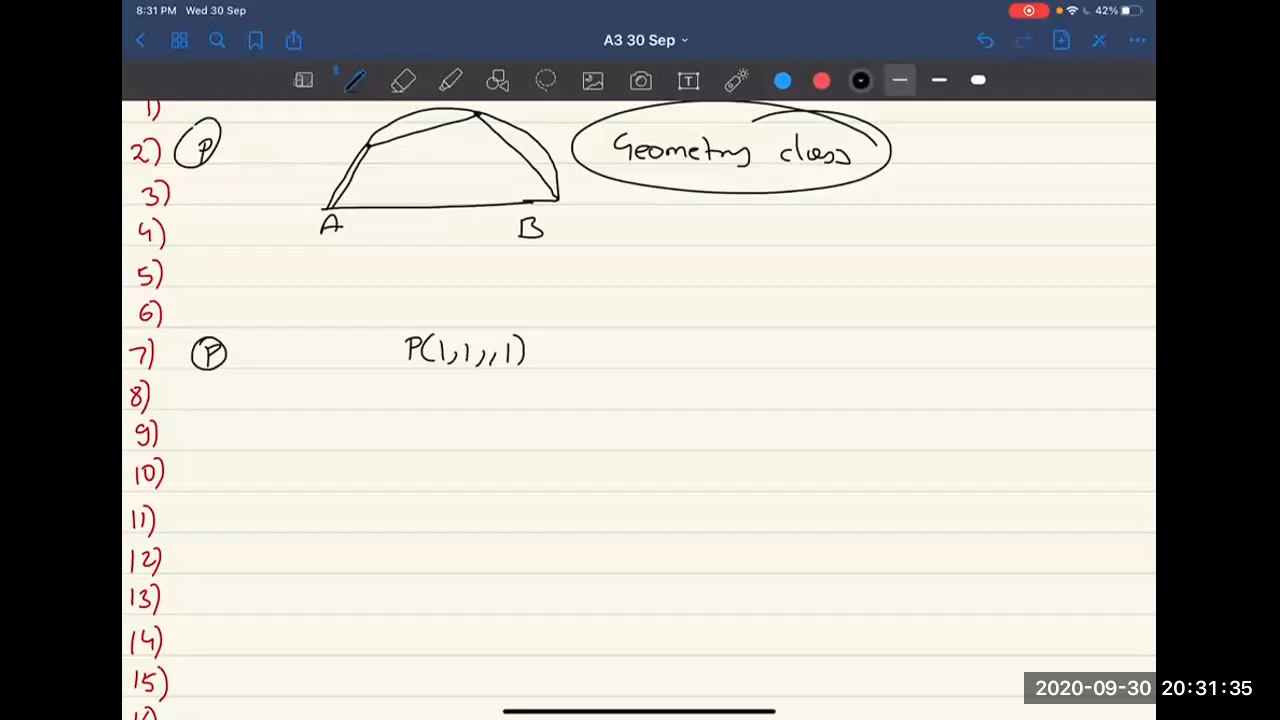 8:31 PM Wed 30 Sep
42%
A3 30 Sep
T
1)
2) P
Geometry class
3)
A B
4)
5)
6)
7) P P(1,1,,1)
8)
9)
10)
11)
12)
13)
14)
15)
2020-09-30 20:31:35